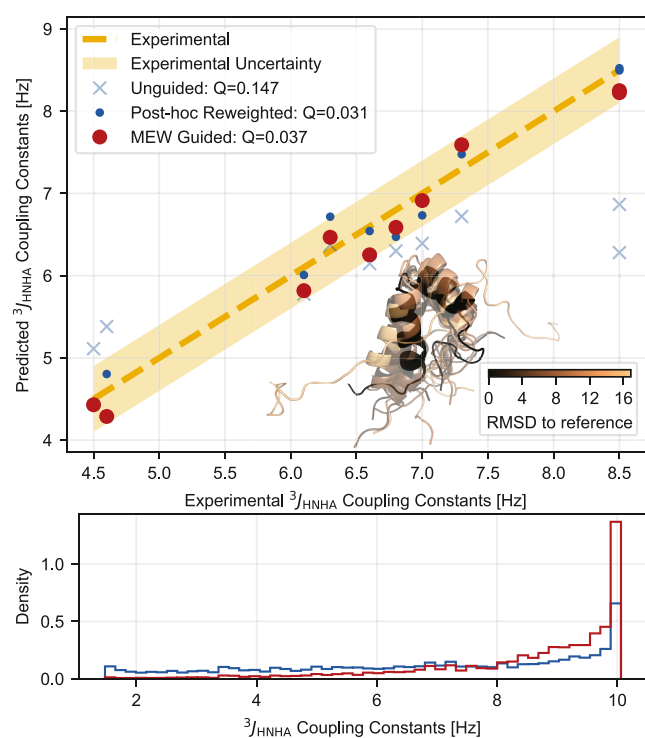 9
8
7
6
5
4
Predicted ³J_HNHA Coupling Constants [Hz]
Experimental
Experimental Uncertainty
Unguided: Q=0.147
Post-hoc Reweighted: Q=0.031
MEW Guided: Q=0.037
0 4 8 12 16
RMSD to reference
4.5 5.0 5.5 6.0 6.5 7.0 7.5 8.0 8.5
Experimental ³J_HNHA Coupling Constants [Hz]
1.0
0.5
0.0
Density
2 4 6 8 10
³J_HNHA Coupling Constants [Hz]